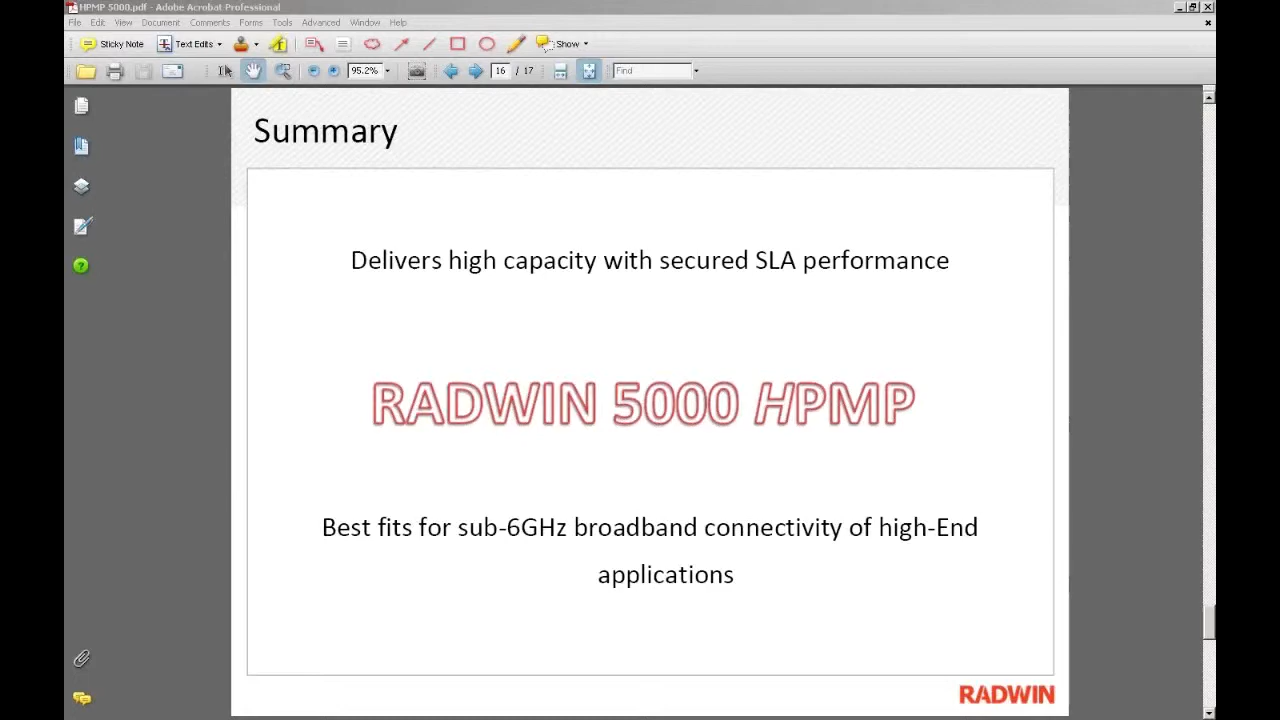 HPMP 5000.pdf - Adobe Acrobat Professional
File Edit View Document Comments Forms Tools Advanced Window Help
Sticky Note Text Edits Show
95.2% 16 / 17 Find
Summary
Delivers high capacity with secured SLA performance
RADWIN 5000 HPMP
Best fits for sub-6GHz broadband connectivity of high-End
applications
RADWIN